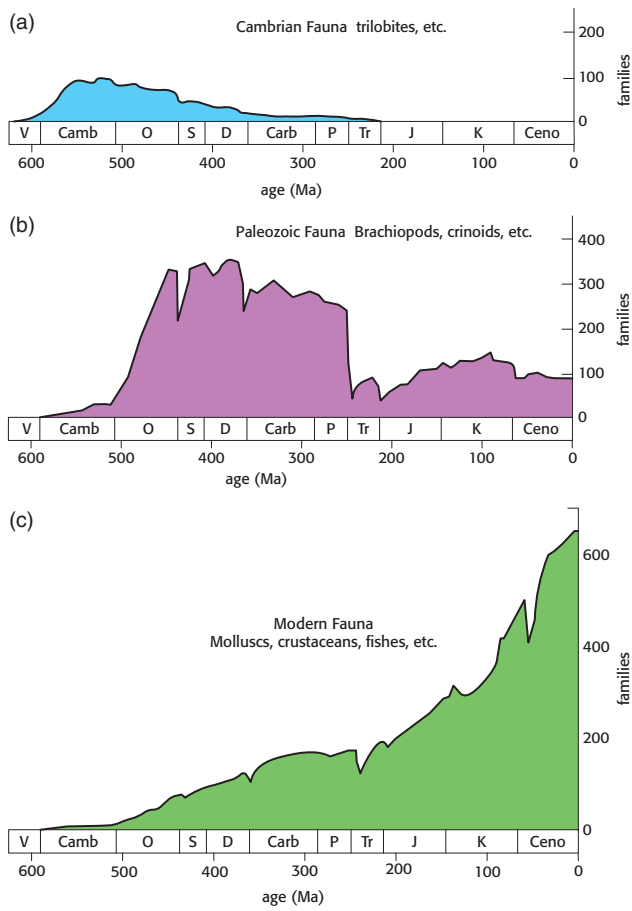 (a)
Cambrian Fauna trilobites, etc.
200
100
0
families
V Camb O S D Carb P Tr J K Ceno
600 500 400 300 200 100 0
age (Ma)
(b)
Paleozoic Fauna Brachiopods, crinoids, etc.
400
300
200
100
0
families
V Camb O S D Carb P Tr J K Ceno
600 500 400 300 200 100 0
age (Ma)
(c)
Modern Fauna
Molluscs, crustaceans, fishes, etc.
600
400
200
0
families
V Camb O S D Carb P Tr J K Ceno
600 500 400 300 200 100 0
age (Ma)